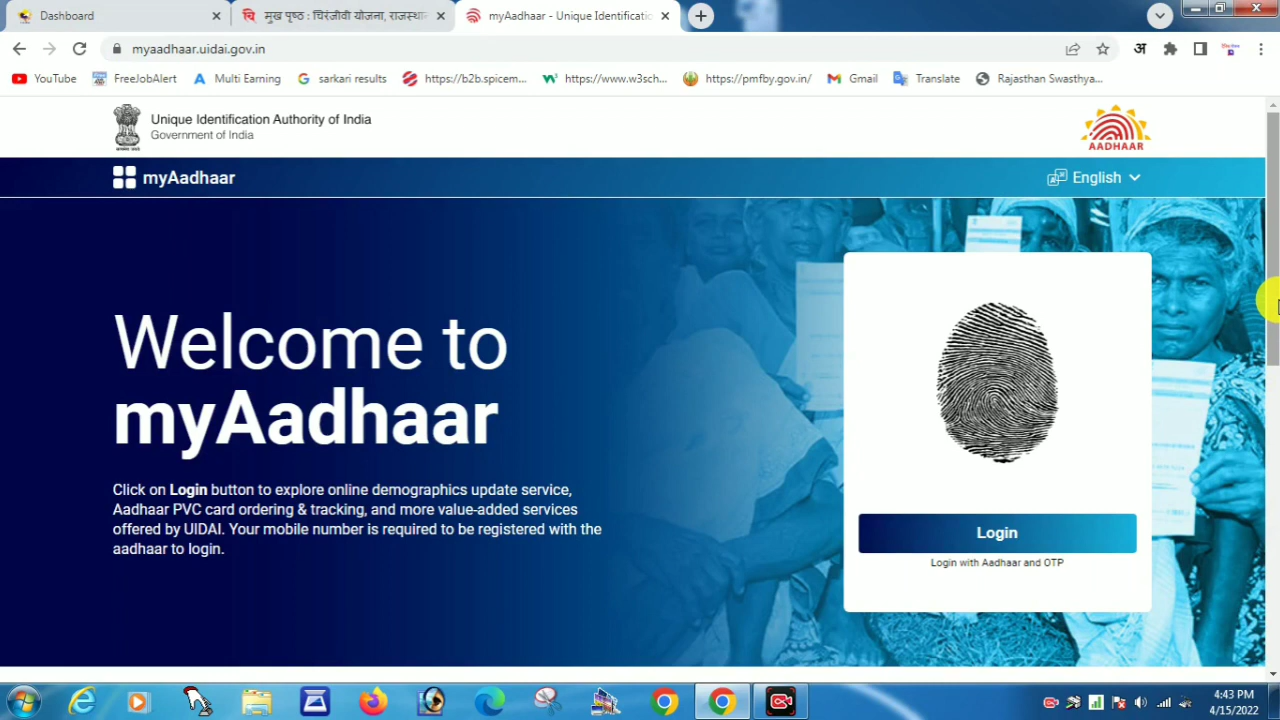 Dashboard
मुख पृष्ठ : चिरंजीवी योजना, राजस्थान
myAadhaar - Unique Identificatio
myaadhaar.uidai.gov.in
YouTube
FreeJobAlert
Multi Earning
sarkari results
https://b2b.spicem...
https://www.w3sch...
https://pmfby.gov.in/
Gmail
Translate
Rajasthan Swasthya...
Unique Identification Authority of India
Government of India
AADHAAR
myAadhaar
English
Welcome to
myAadhaar
Click on Login button to explore online demographics update service,
Aadhaar PVC card ordering & tracking, and more value-added services
offered by UIDAI. Your mobile number is required to be registered with the
aadhaar to login.
Login
Login with Aadhaar and OTP
4:43 PM
4/15/2022